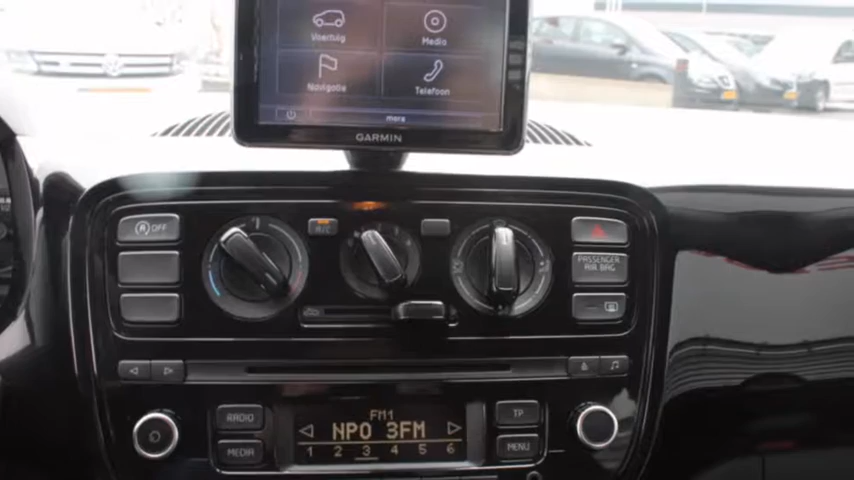 Voertuig
Media
Navigatie
Telefoon
more
GARMIN
OFF
A/C
PASSENGER
AIR BAG
RADIO
MEDIA
FM1
NPO 3FM
1 2 3 4 5 6
TP
MENU